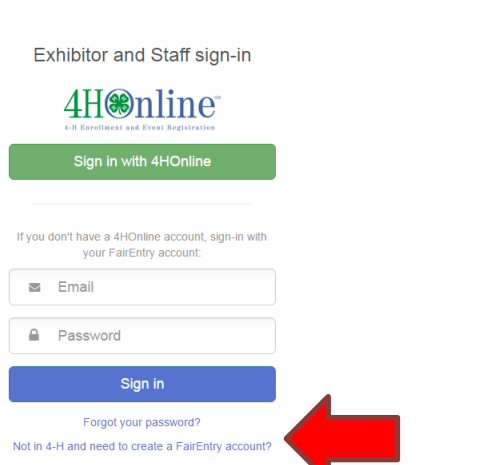 Exhibitor and Staff sign-in
4HOnline™
4-H Enrollment and Event Registration
Sign in with 4HOnline
If you don't have a 4HOnline account, sign-in with
your FairEntry account:
Email
Password
Sign in
Forgot your password?
Not in 4-H and need to create a FairEntry account?